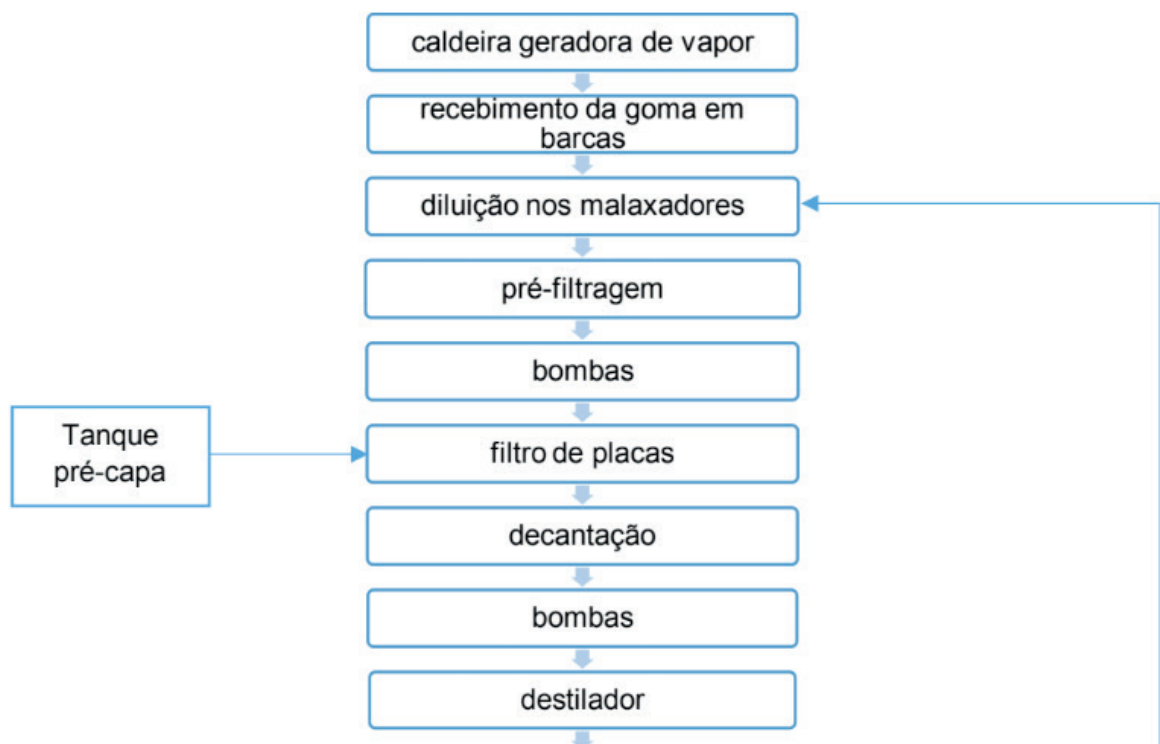 caldeira geradora de vapor
recebimento da goma em
barcas
diluição nos malaxadores
pré-filtragem
bombas
Tanque
pré-capa
filtro de placas
decantação
bombas
destilador